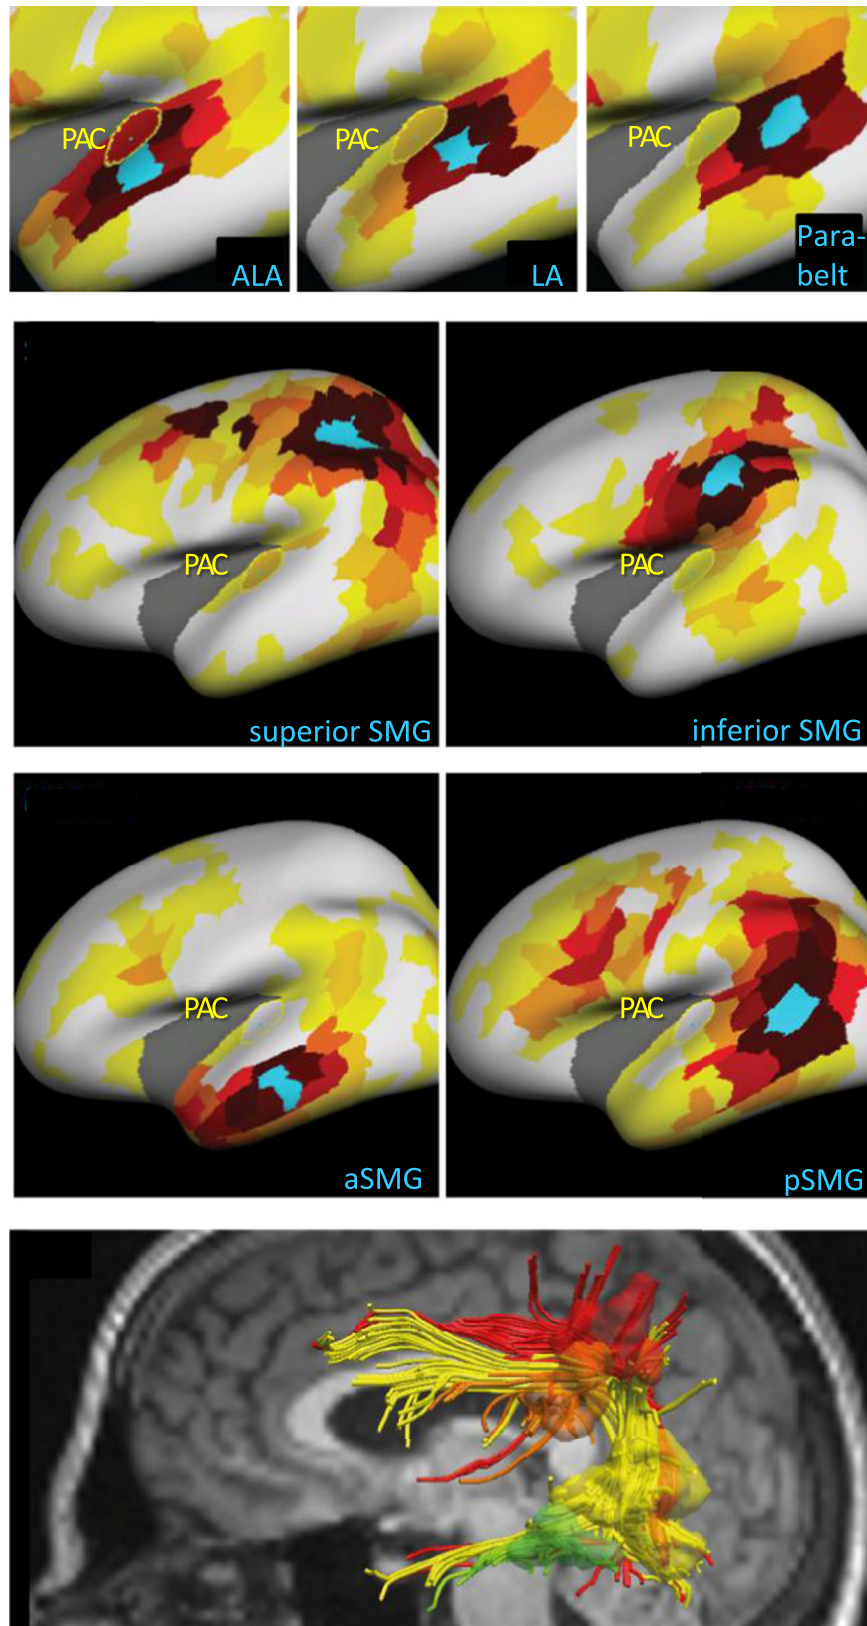 PAC
ALA
PAC
LA
PAC
Para-
belt
PAC
superior SMG
PAC
inferior SMG
PAC
aSMG
PAC
pSMG